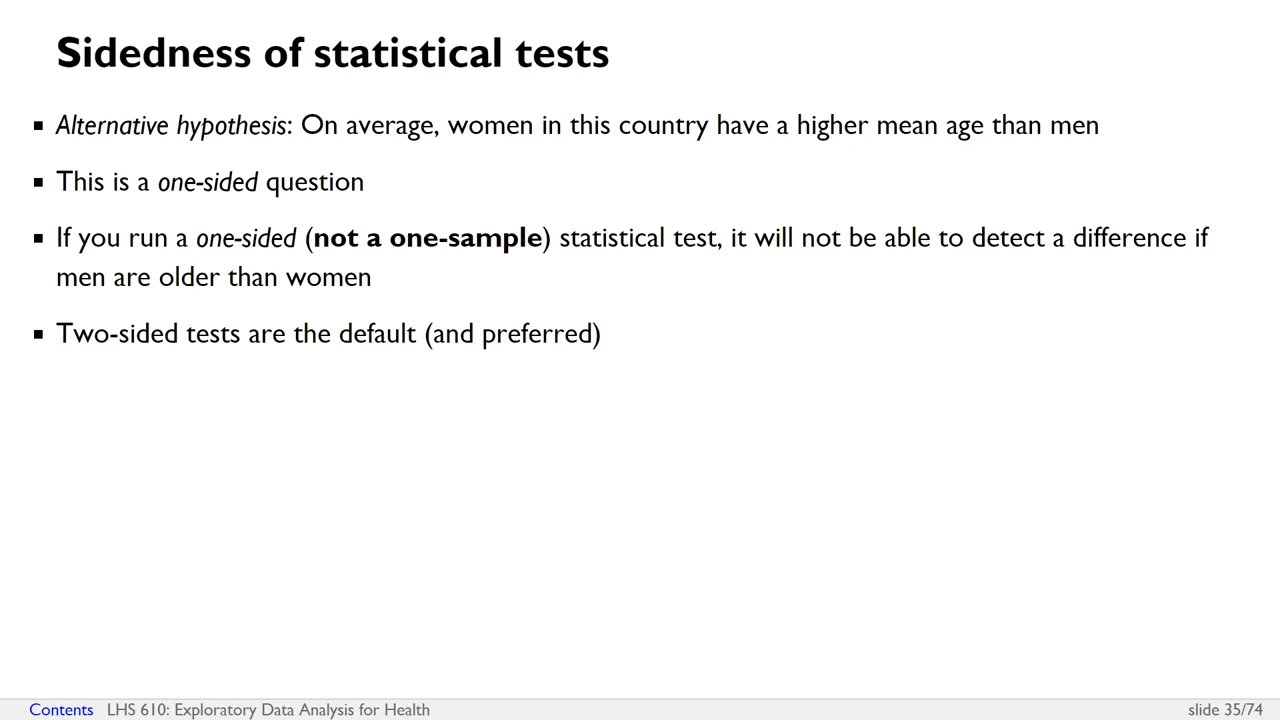 Sidedness of statistical tests
▪ Alternative hypothesis: On average, women in this country have a higher mean age than men
▪ This is a one-sided question
▪ If you run a one-sided (not a one-sample) statistical test, it will not be able to detect a difference if
men are older than women
▪ Two-sided tests are the default (and preferred)
Contents LHS 610: Exploratory Data Analysis for Health slide 35/74